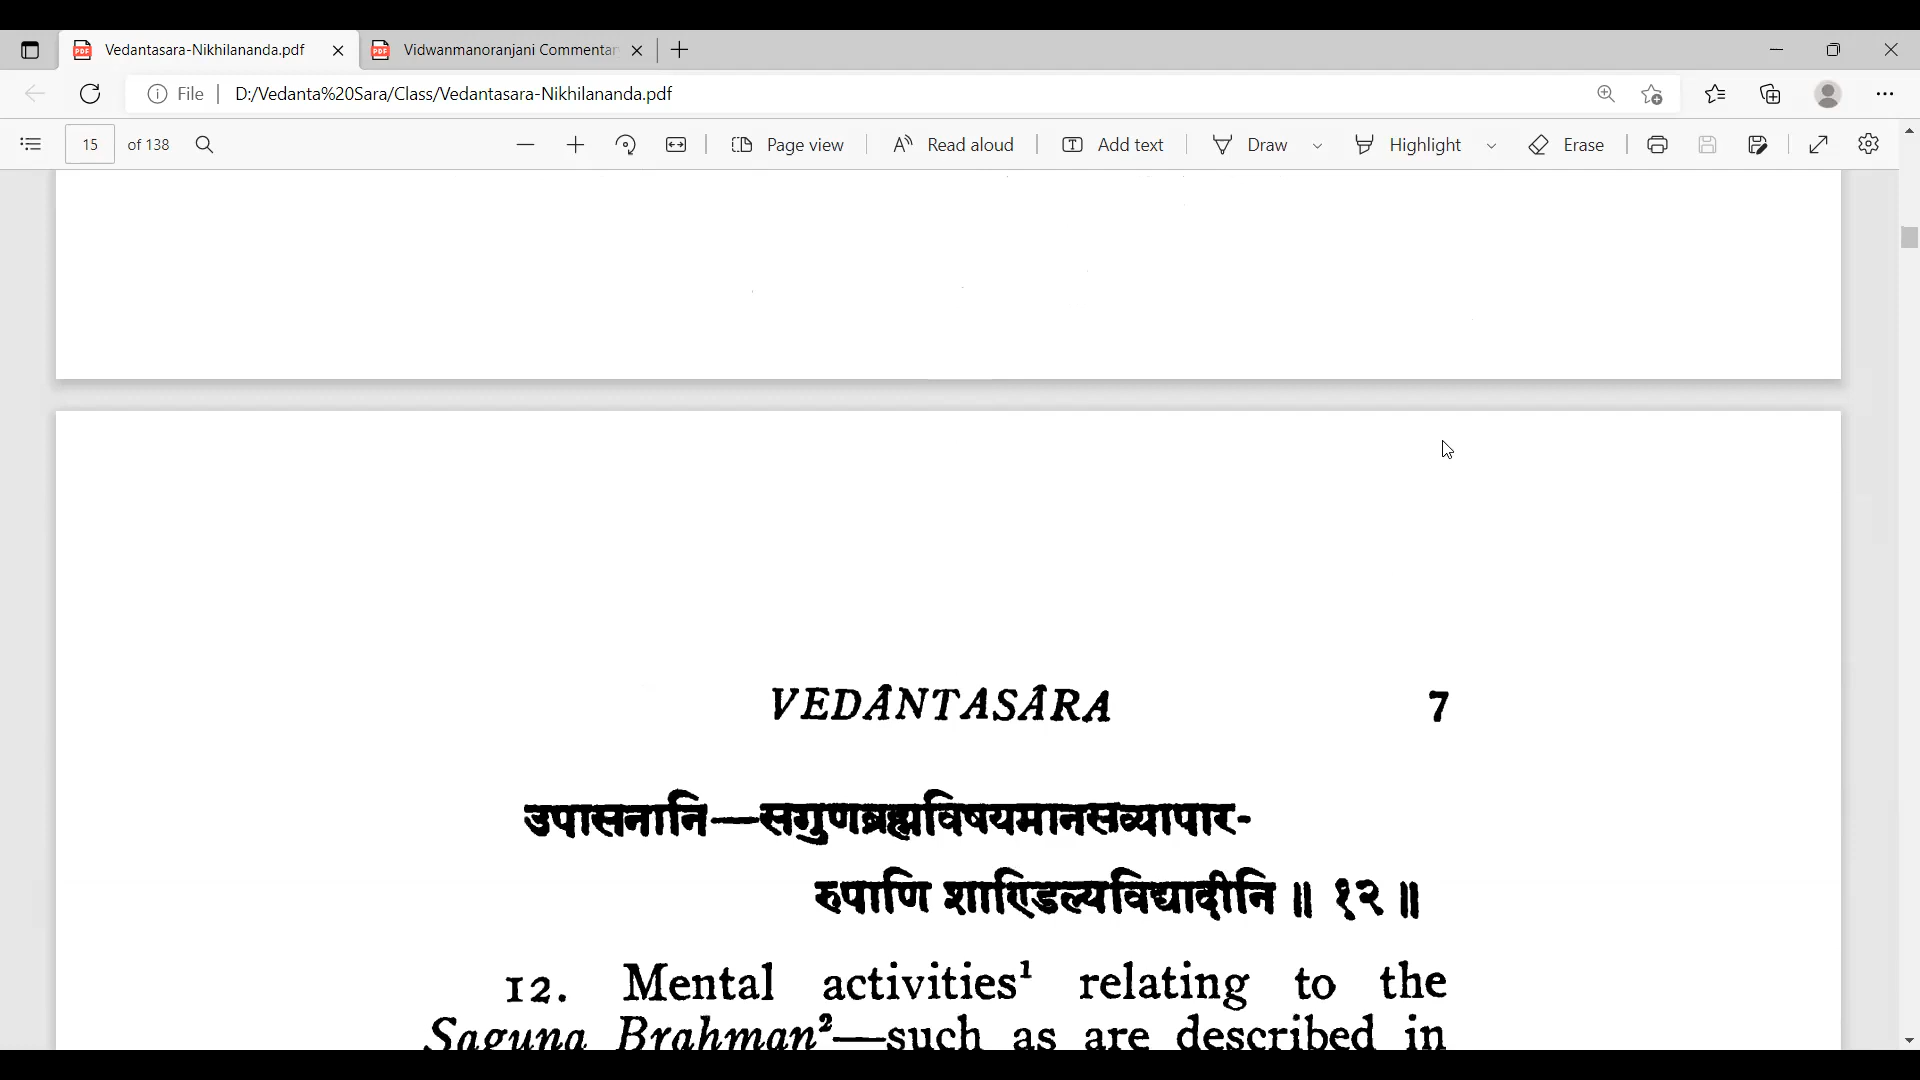 Vedantasara-Nikhilananda.pdf
Vidwanmanoranjani Commentar
File
D:/Vedanta%20Sara/Class/Vedantasara-Nikhilananda.pdf
15 of 138
Page view
Read aloud
Add text
Draw
Highlight
Erase
VEDÂNTASÂRA 7
उपासनानि—सगुणब्रह्मविषयमानसव्यापार-
रुपाणि शाण्डिल्यविद्यादीनि ॥ १२ ॥
12. Mental activities¹ relating to the
Saguna Brahman²—such as are described in